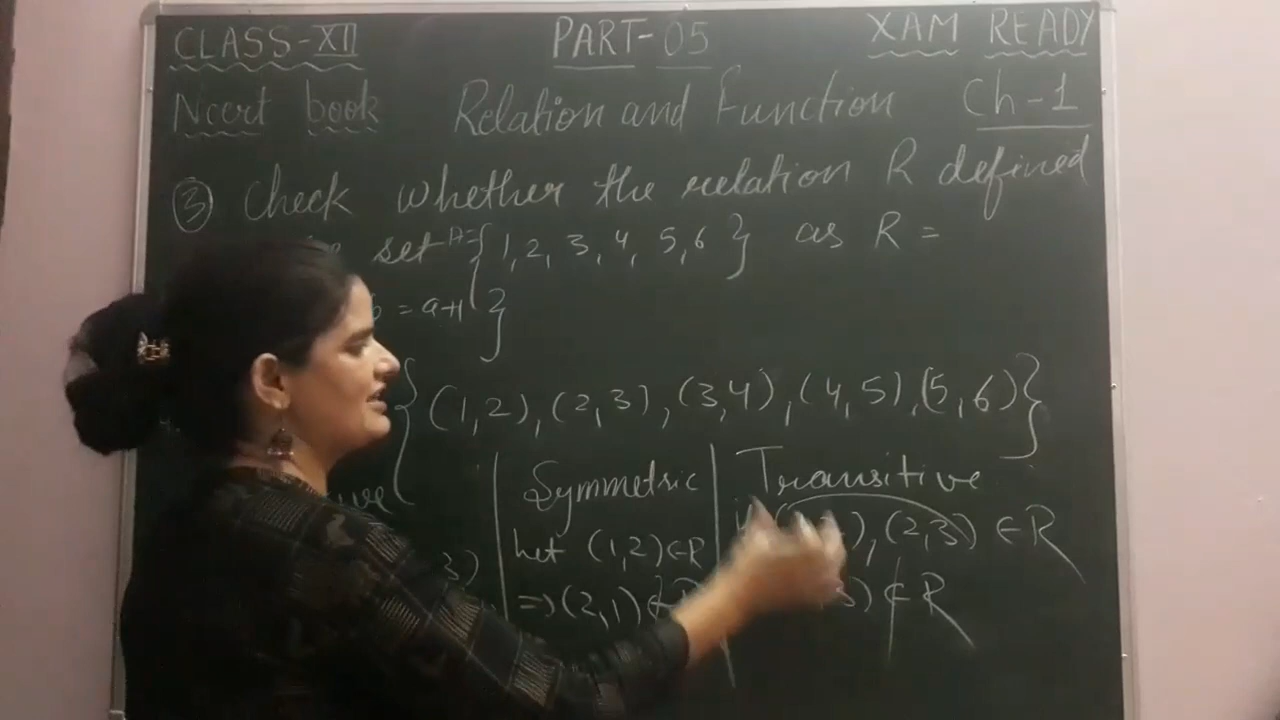 CLASS-XII PART-05 XAM READY
Ncert book Relation and Function Ch-1
③ Check whether the relation R defined
set A={1,2,3,4,5,6} as R =
= a+1}
{(1,2),(2,3),(3,4),(4,5),(5,6)}
Symmetric Transitive
let (1,2)∈R ,(2,3)∈R
=>(2,1)∉R ∉R